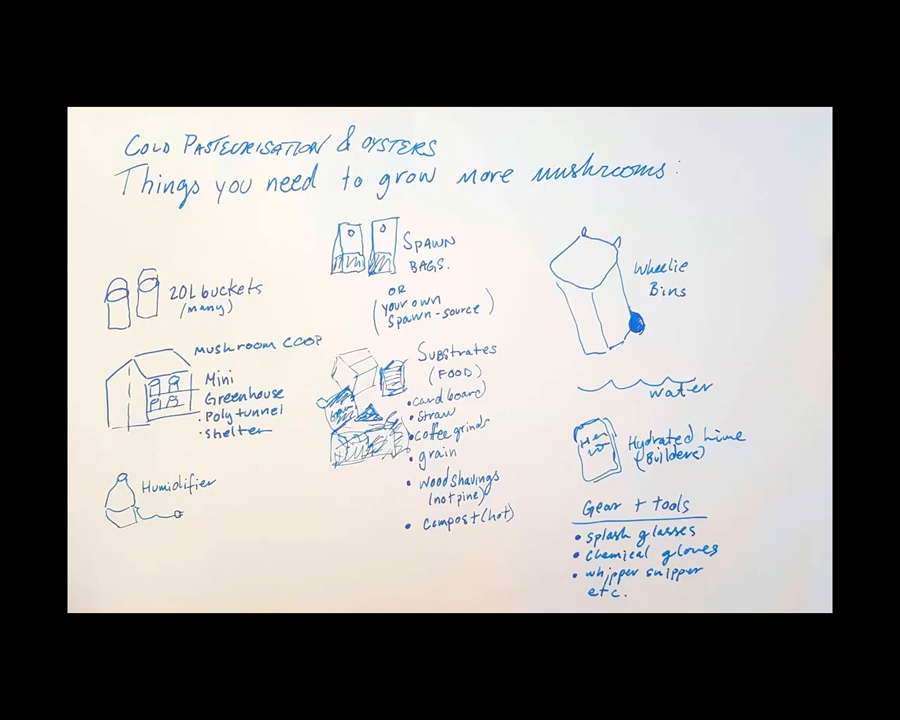 COLD PASTEURISATION & OYSTERS
Things you need to grow more mushrooms:
20L buckets
(many)
MUSHROOM COOP
Mini
Greenhouse
• Poly tunnel
• shelter
Humidifier
SPAWN
BAGS.
OR
(your own
Spawn-source)
SUBSTRATES
(FOOD)
• cardboard
• straw
• coffee grinds
• grain
• wood shavings
(not pine)
• compost (hot)
Wheelie
Bins
water
Hydrated Lime
(Builders)
Gear + tools
• splash glasses
• chemical gloves
• whipper snipper
etc.